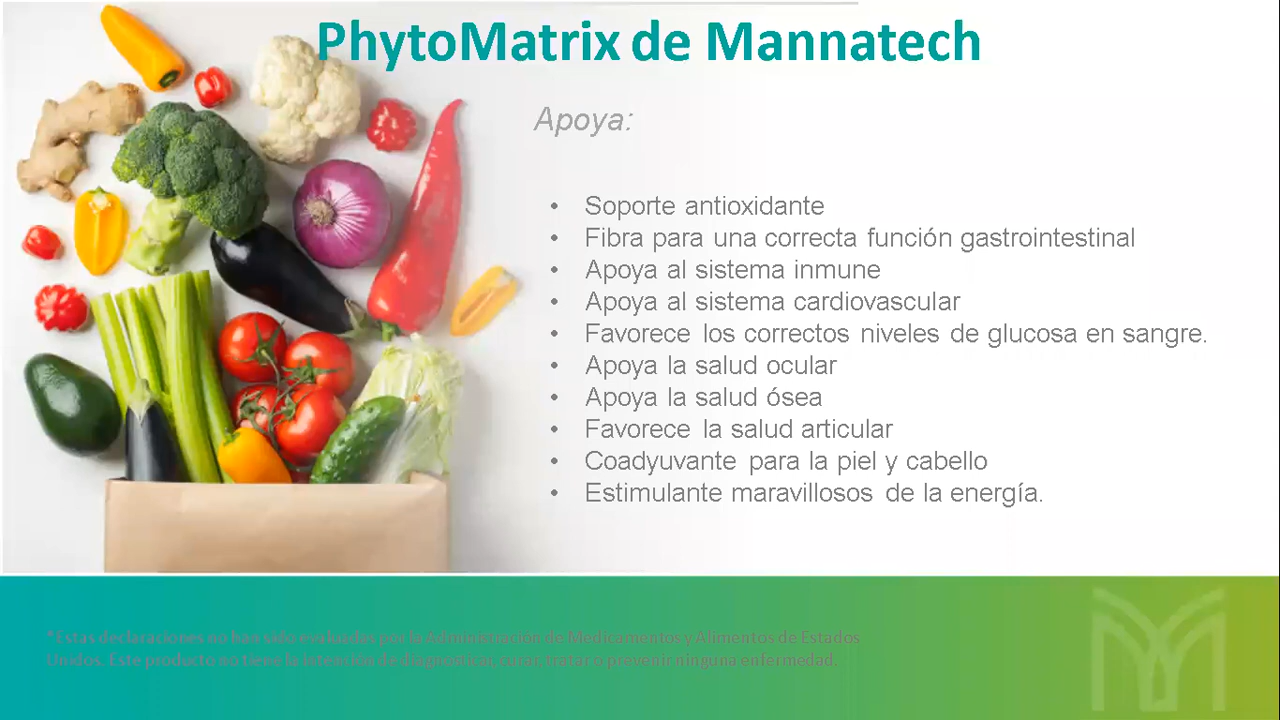 PhytoMatrix de Mannatech
Apoya:
• Soporte antioxidante
• Fibra para una correcta función gastrointestinal
• Apoya al sistema inmune
• Apoya al sistema cardiovascular
• Favorece los correctos niveles de glucosa en sangre.
• Apoya la salud ocular
• Apoya la salud ósea
• Favorece la salud articular
• Coadyuvante para la piel y cabello
• Estimulante maravillosos de la energía.
*Estas declaraciones no han sido evaluadas por la Administración de Medicamentos y Alimentos de Estados
Unidos. Este producto no tiene la intención de diagnosticar, curar, tratar o prevenir ninguna enfermedad.